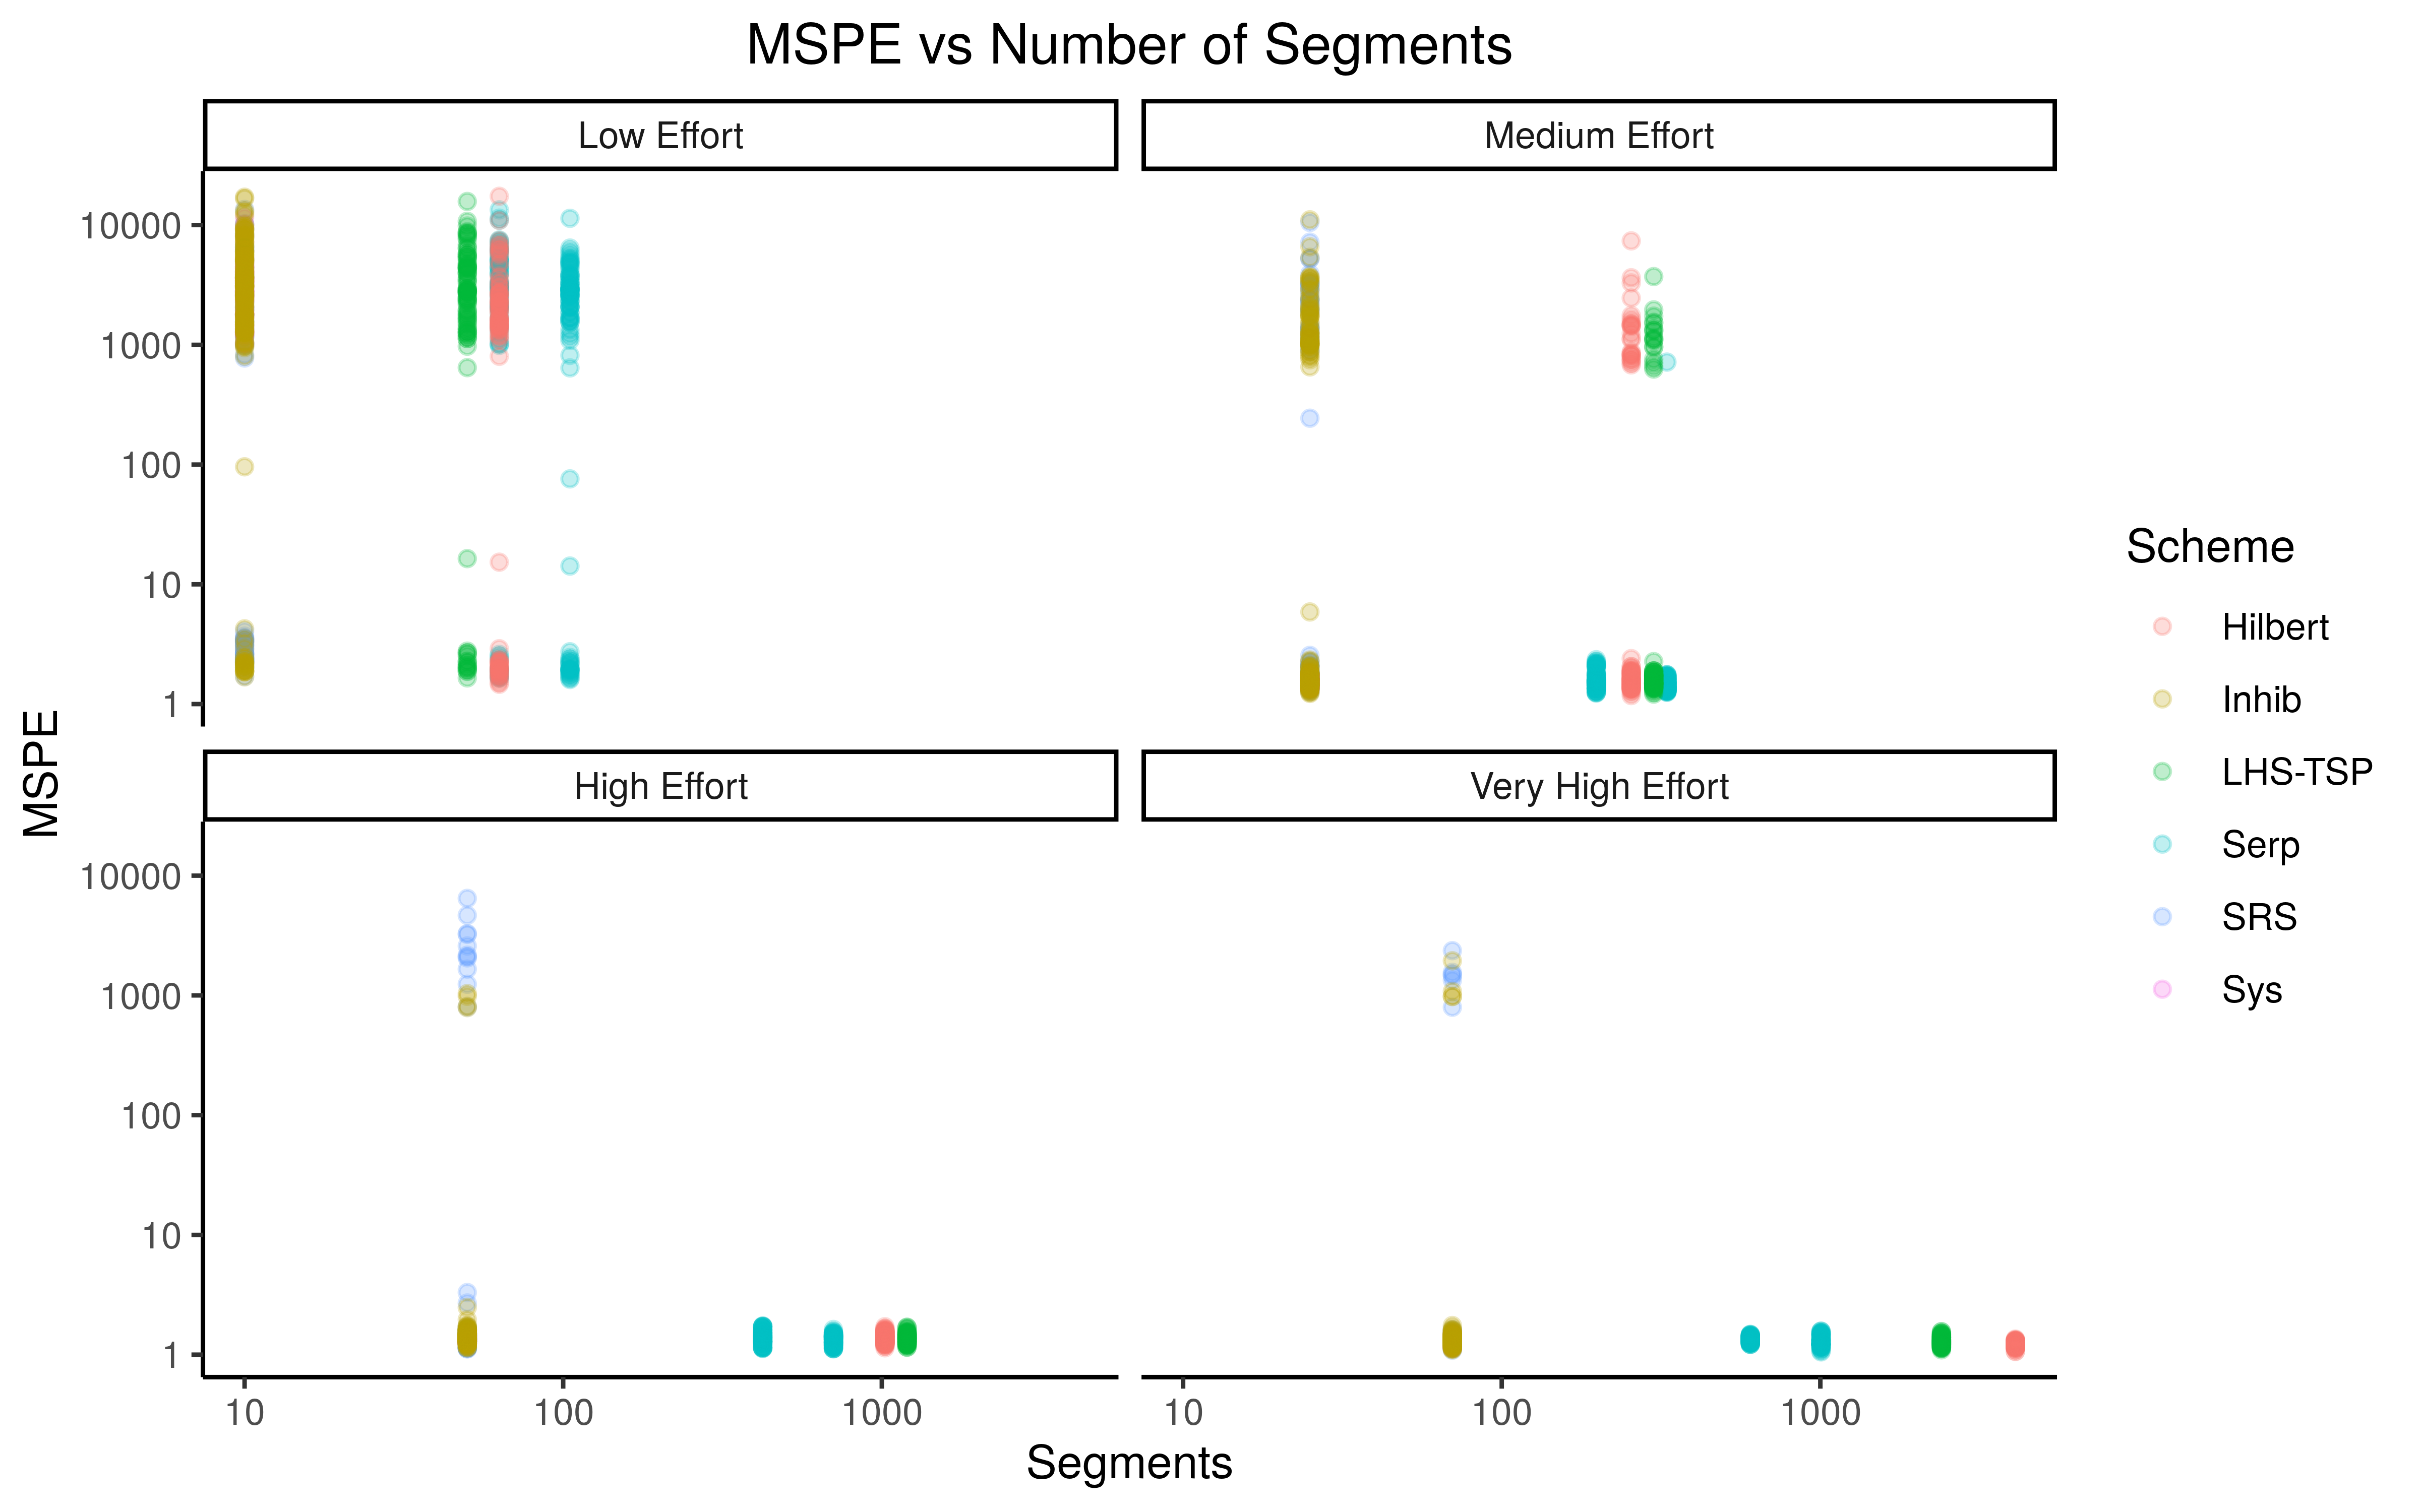 MSPE vs Number of Segments
Low Effort
Medium Effort
10000
1000
100
10
1
High Effort
Very High Effort
10000
1000
100
10
1
10
100
1000
10
100
1000
MSPE
Segments
Scheme
Hilbert
Inhib
LHS-TSP
Serp
SRS
Sys